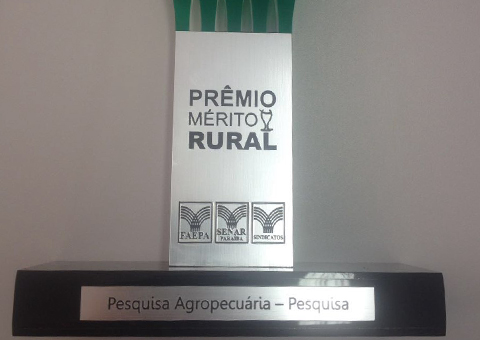 PRÊMIO
MÉRITO
RURAL
FAEPA SENAR SINDICATOS
PARAÍBA
Pesquisa Agropecuária – Pesquisa